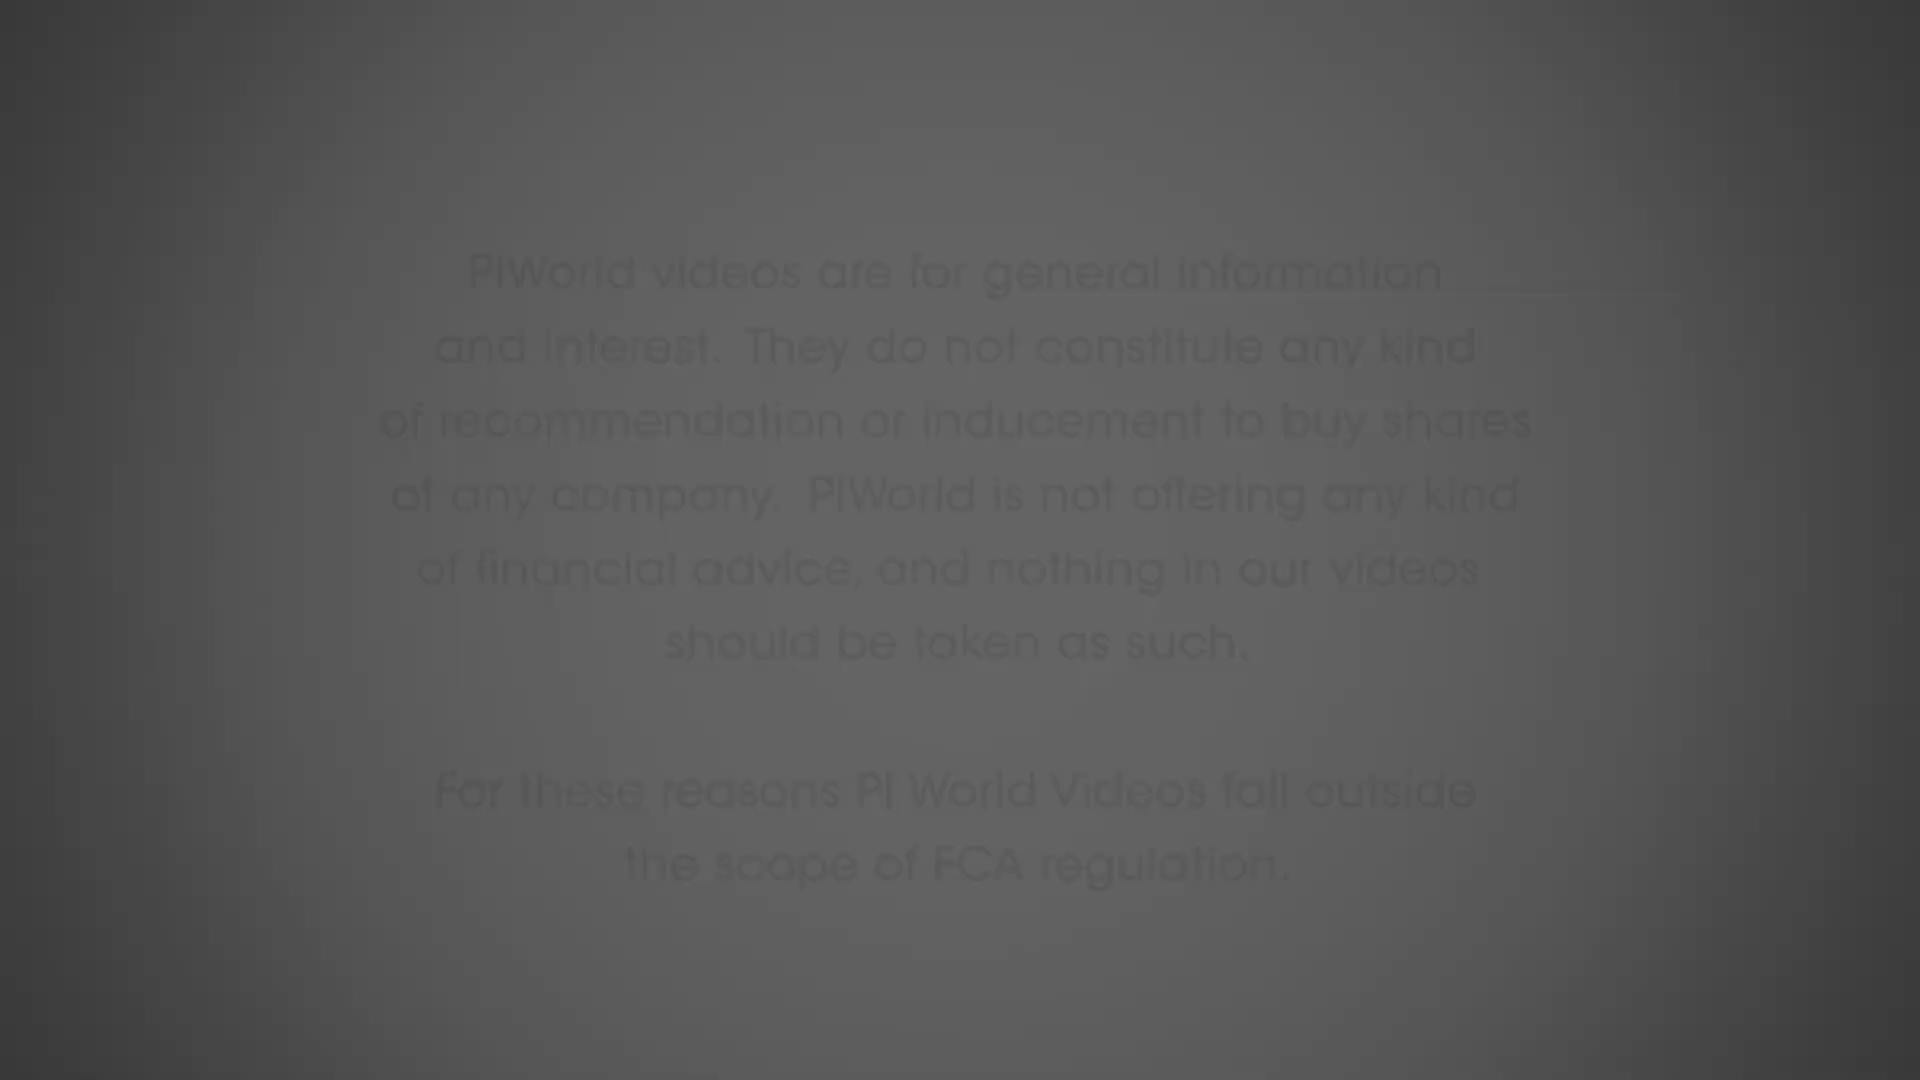 PIWorld videos are for general information
and interest. They do not constitute any kind
of recommendation or inducement to buy shares
of any company. PIWorld is not offering any kind
of financial advice, and nothing in our videos
should be taken as such.
For these reasons PI World Videos fall outside
the scope of FCA regulation.